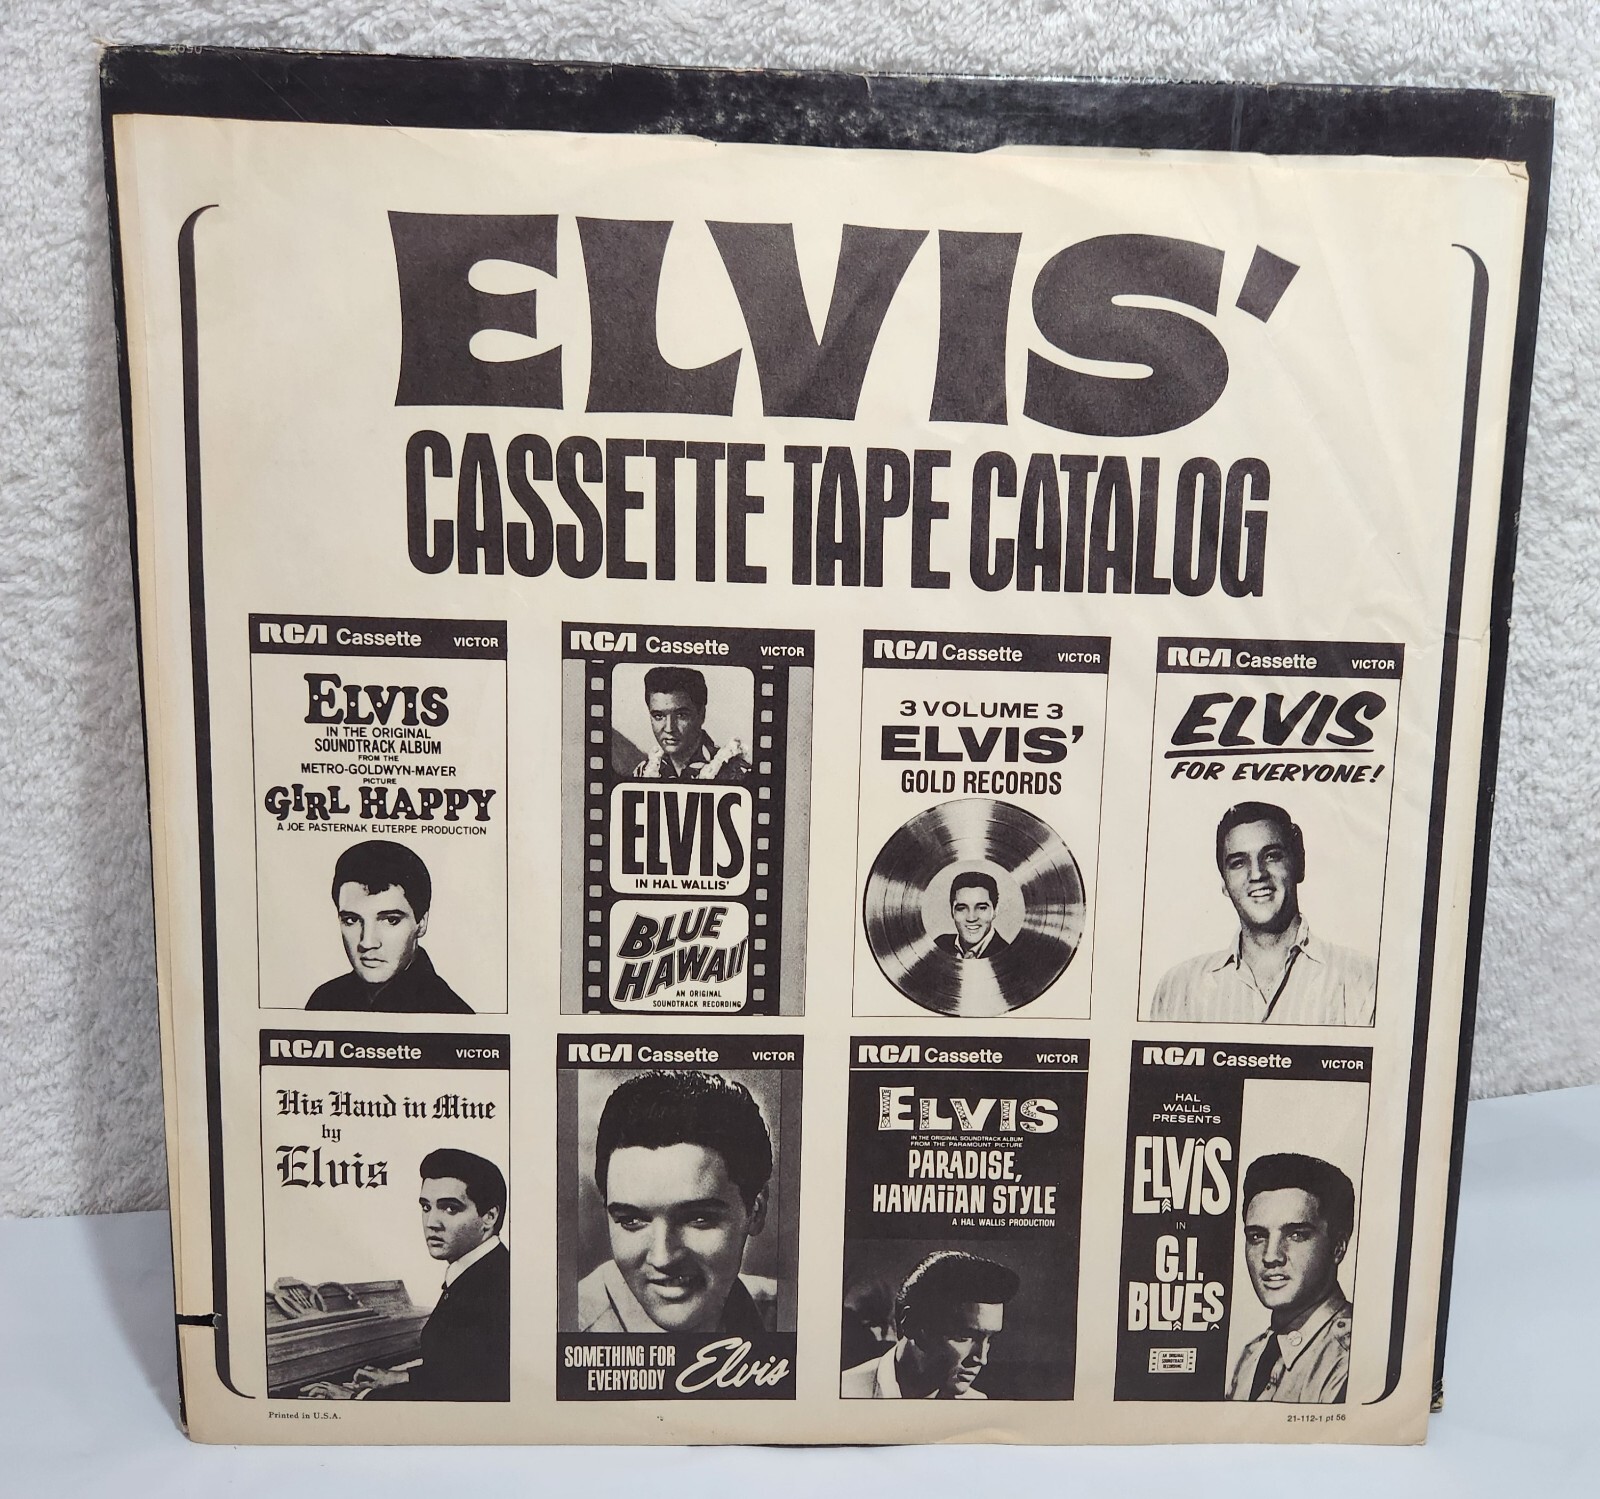 ELVIS'
CASSETTE TAPE CATALOG
RCA Cassette VICTOR
ELVIS
IN THE ORIGINAL
SOUNDTRACK ALBUM
FROM THE
METRO-GOLDWYN-MAYER
PICTURE
GIRL HAPPY
A JOE PASTERNAK EUTERPE PRODUCTION
RCA Cassette VICTOR
ELVIS
IN HAL WALLIS'
BLUE
HAWAII
AN ORIGINAL
SOUNDTRACK RECORDING
RCA Cassette VICTOR
3 VOLUME 3
ELVIS'
GOLD RECORDS
RCA Cassette VICTOR
ELVIS
FOR EVERYONE!
RCA Cassette VICTOR
His Hand in Mine
by
Elvis
RCA Cassette VICTOR
SOMETHING FOR
EVERYBODY
Elvis
RCA Cassette VICTOR
ELVIS
IN THE ORIGINAL SOUNDTRACK ALBUM
FROM THE PARAMOUNT PICTURE
PARADISE,
HAWAIIAN STYLE
A HAL WALLIS PRODUCTION
RCA Cassette VICTOR
HAL
WALLIS
PRESENTS
ELVIS
IN
G.I.
BLUES
AN ORIGINAL
SOUNDTRACK
RECORDING
Printed in U.S.A.
21-112-1 pt 56